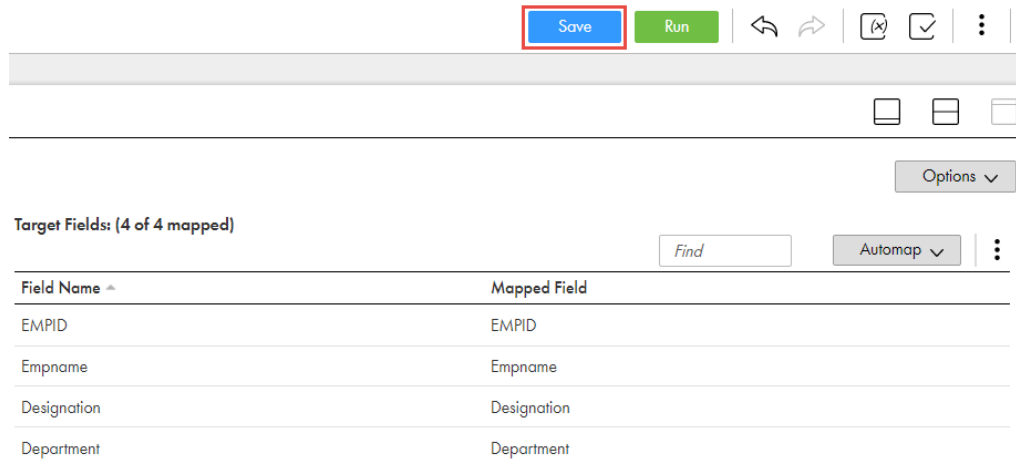 Save Run (x)
Options
Target Fields: (4 of 4 mapped)
Find Automap
Field Name Mapped Field
EMPID EMPID
Empname Empname
Designation Designation
Department Department